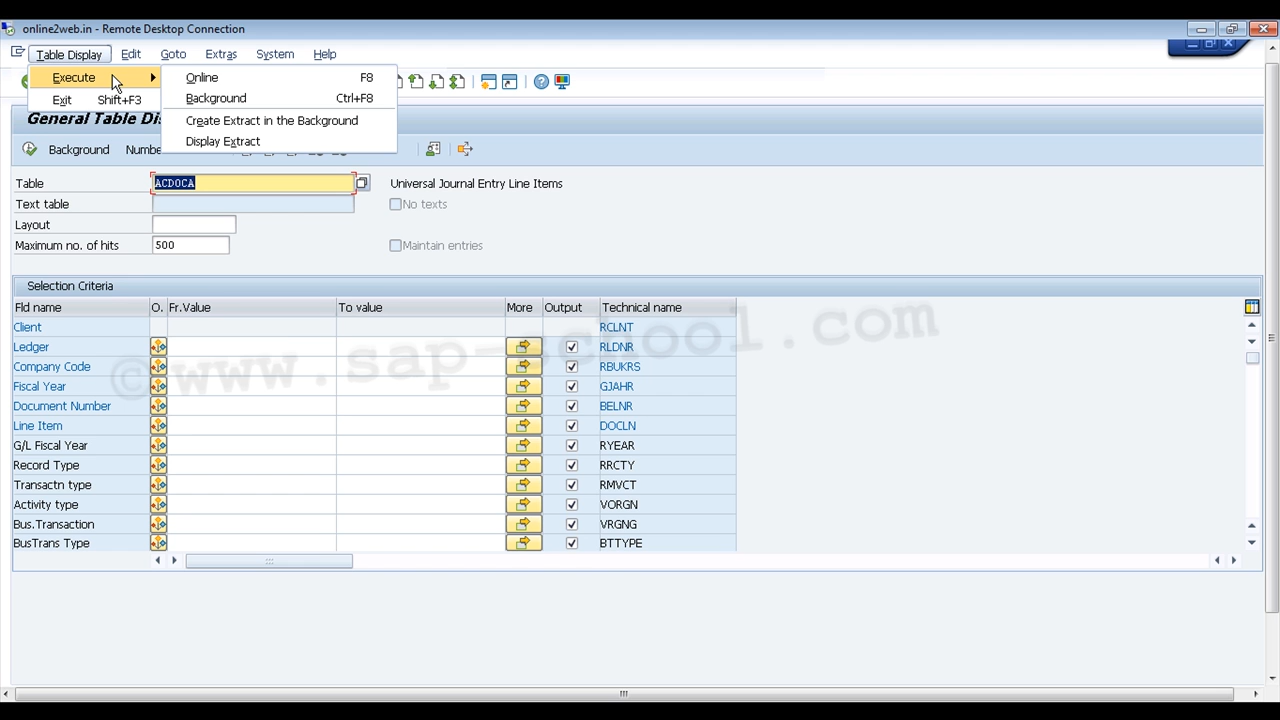 online2web.in - Remote Desktop Connection
Table Display Edit Goto Extras System Help
Execute Online F8
Exit Shift+F3 Background Ctrl+F8
Create Extract in the Background
Display Extract
General Table Dis
Background Numbe
Table ACDOCA Universal Journal Entry Line Items
Text table No texts
Layout
Maximum no. of hits 500 Maintain entries
Selection Criteria
Fld name O. Fr.Value To value More Output Technical name
Client RCLNT
Ledger RLDNR
Company Code RBUKRS
Fiscal Year GJAHR
Document Number BELNR
Line Item DOCLN
G/L Fiscal Year RYEAR
Record Type RRCTY
Transactn type RMVCT
Activity type VORGN
Bus.Transaction VRGNG
BusTrans Type BTTYPE
©www.sap-school.com